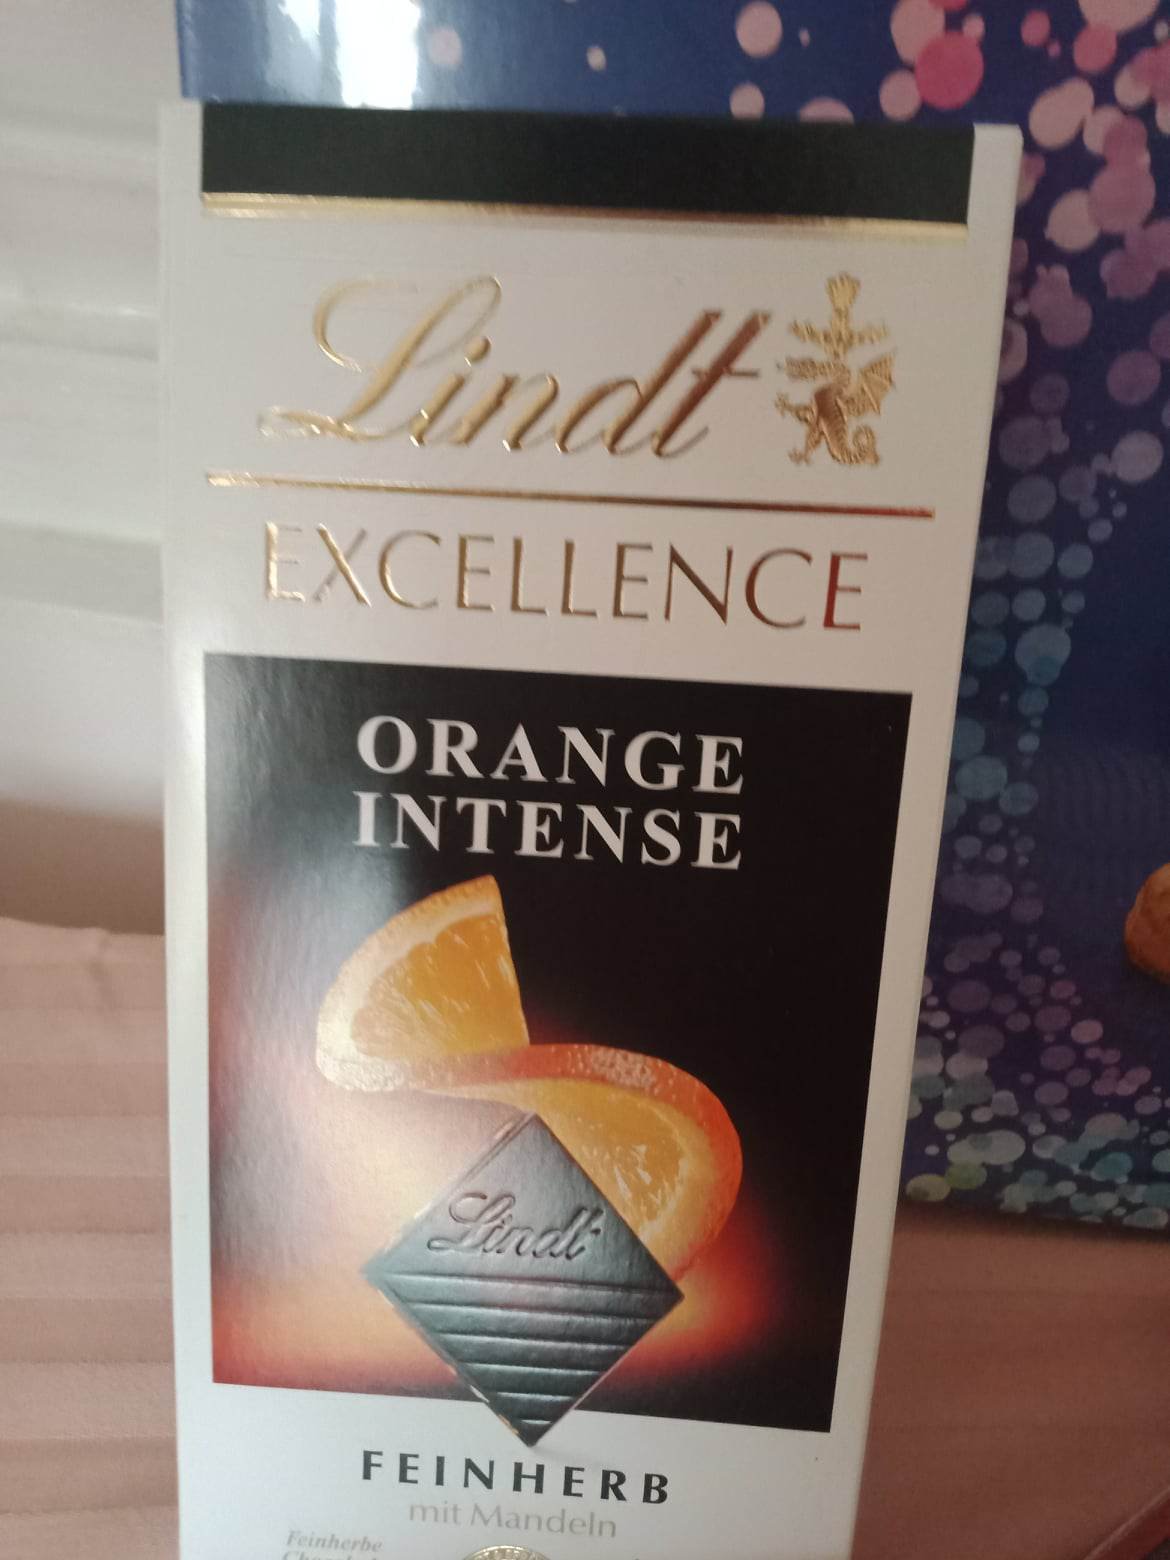 Lindt
EXCELLENCE
ORANGE
INTENSE
Lindt
FEINHERB
mit Mandeln
Feinherbe